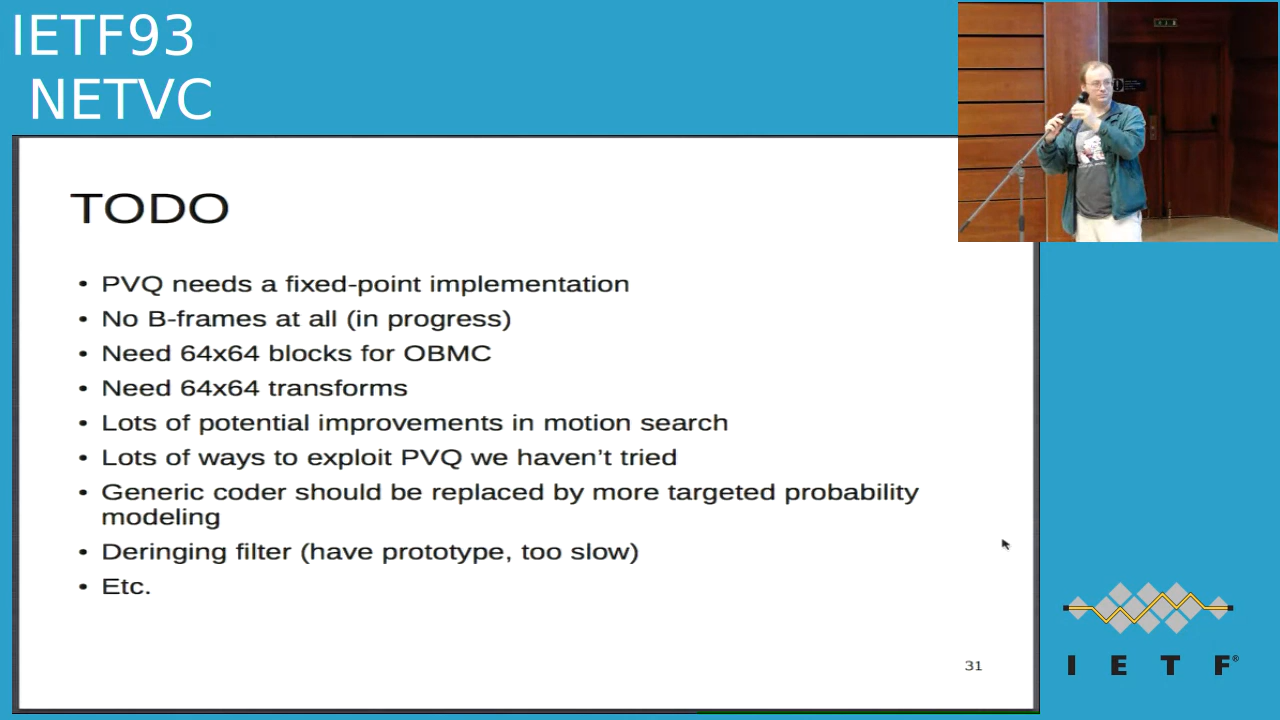 IETF93
NETVC
TODO
• PVQ needs a fixed-point implementation
• No B-frames at all (in progress)
• Need 64x64 blocks for OBMC
• Need 64x64 transforms
• Lots of potential improvements in motion search
• Lots of ways to exploit PVQ we haven’t tried
• Generic coder should be replaced by more targeted probability
modeling
• Deringing filter (have prototype, too slow)
• Etc.
31
I E T F®